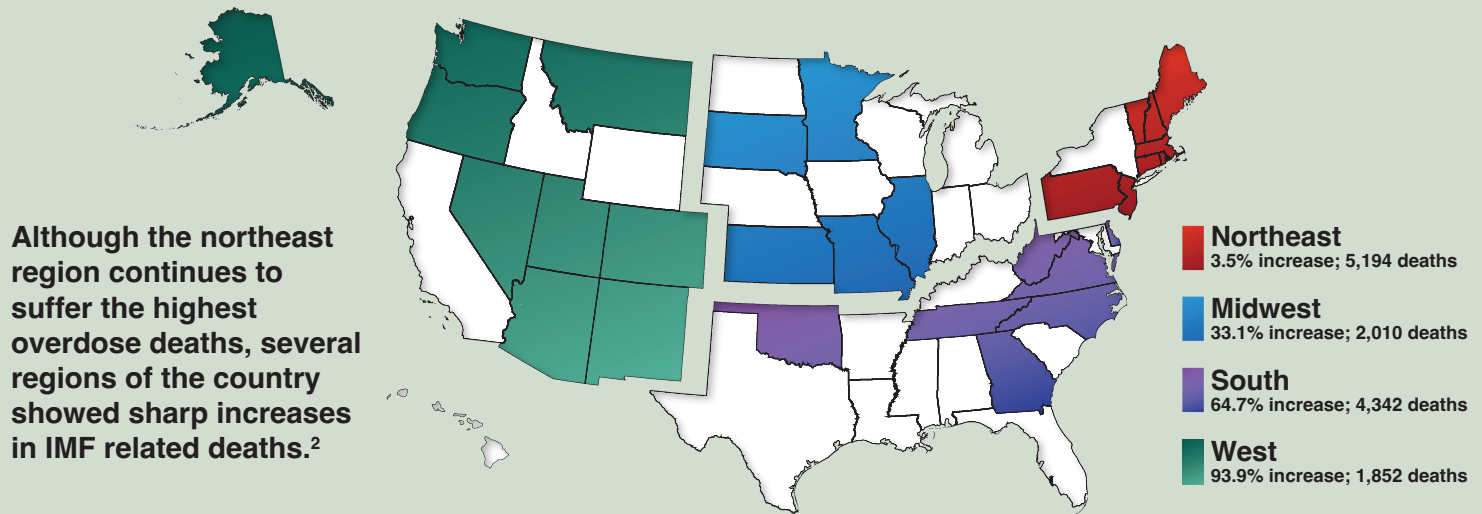 Although the northeast
region continues to
suffer the highest
overdose deaths, several
regions of the country
showed sharp increases
in IMF related deaths.²
Northeast
3.5% increase; 5,194 deaths
Midwest
33.1% increase; 2,010 deaths
South
64.7% increase; 4,342 deaths
West
93.9% increase; 1,852 deaths